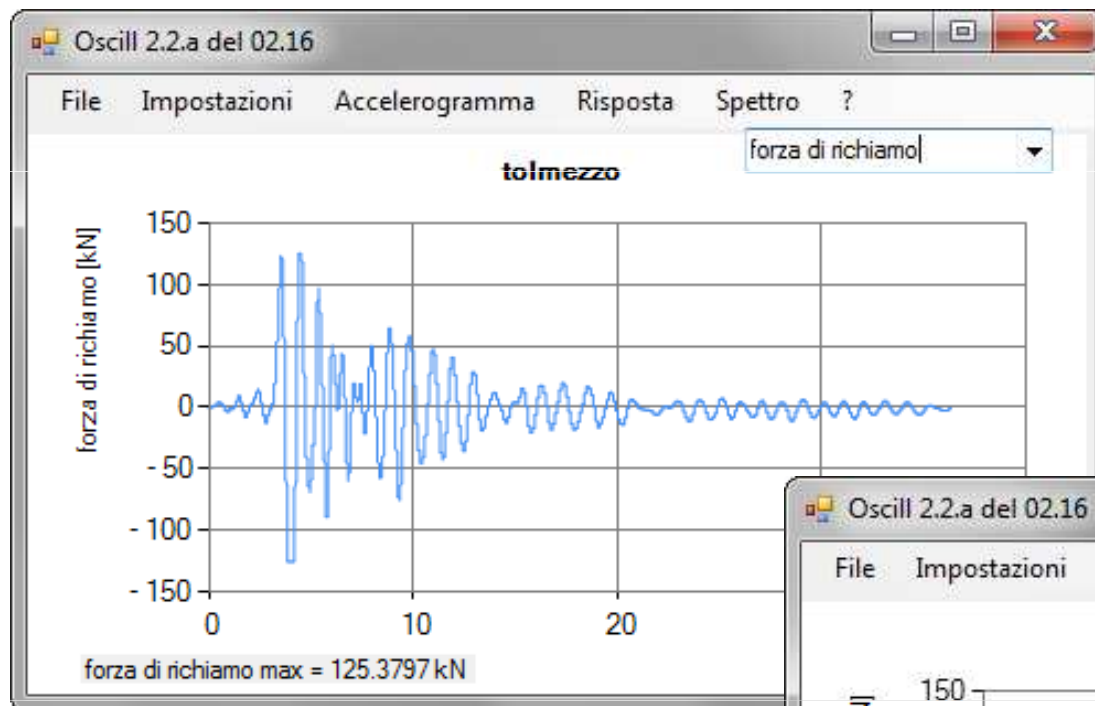 Oscill 2.2.a del 02.16
File Impostazioni Accelerogramma Risposta Spettro ?
forza di richiamo
tolmezzo
forza di richiamo [kN]
150
100
50
0
- 50
- 100
- 150
0 10 20
forza di richiamo max = 125.3797 kN
Oscill 2.2.a del 02.16
File Impostazioni
150